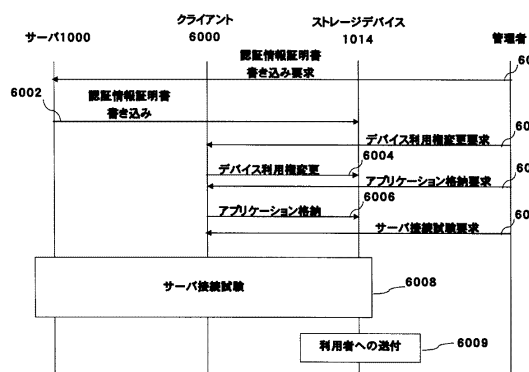 クライアント
ストレージデバイス
サーバ1000
6000
1014
管理者
認証情報証明書
書き込み要求
6002
認証情報証明書
書き込み
デバイス利用権変更要求
デバイス利用権変更
6004
アプリケーション格納要求
アプリケーション格納
6006
サーバ接続試験要求
サーバ接続試験
6008
利用者への送付
6009